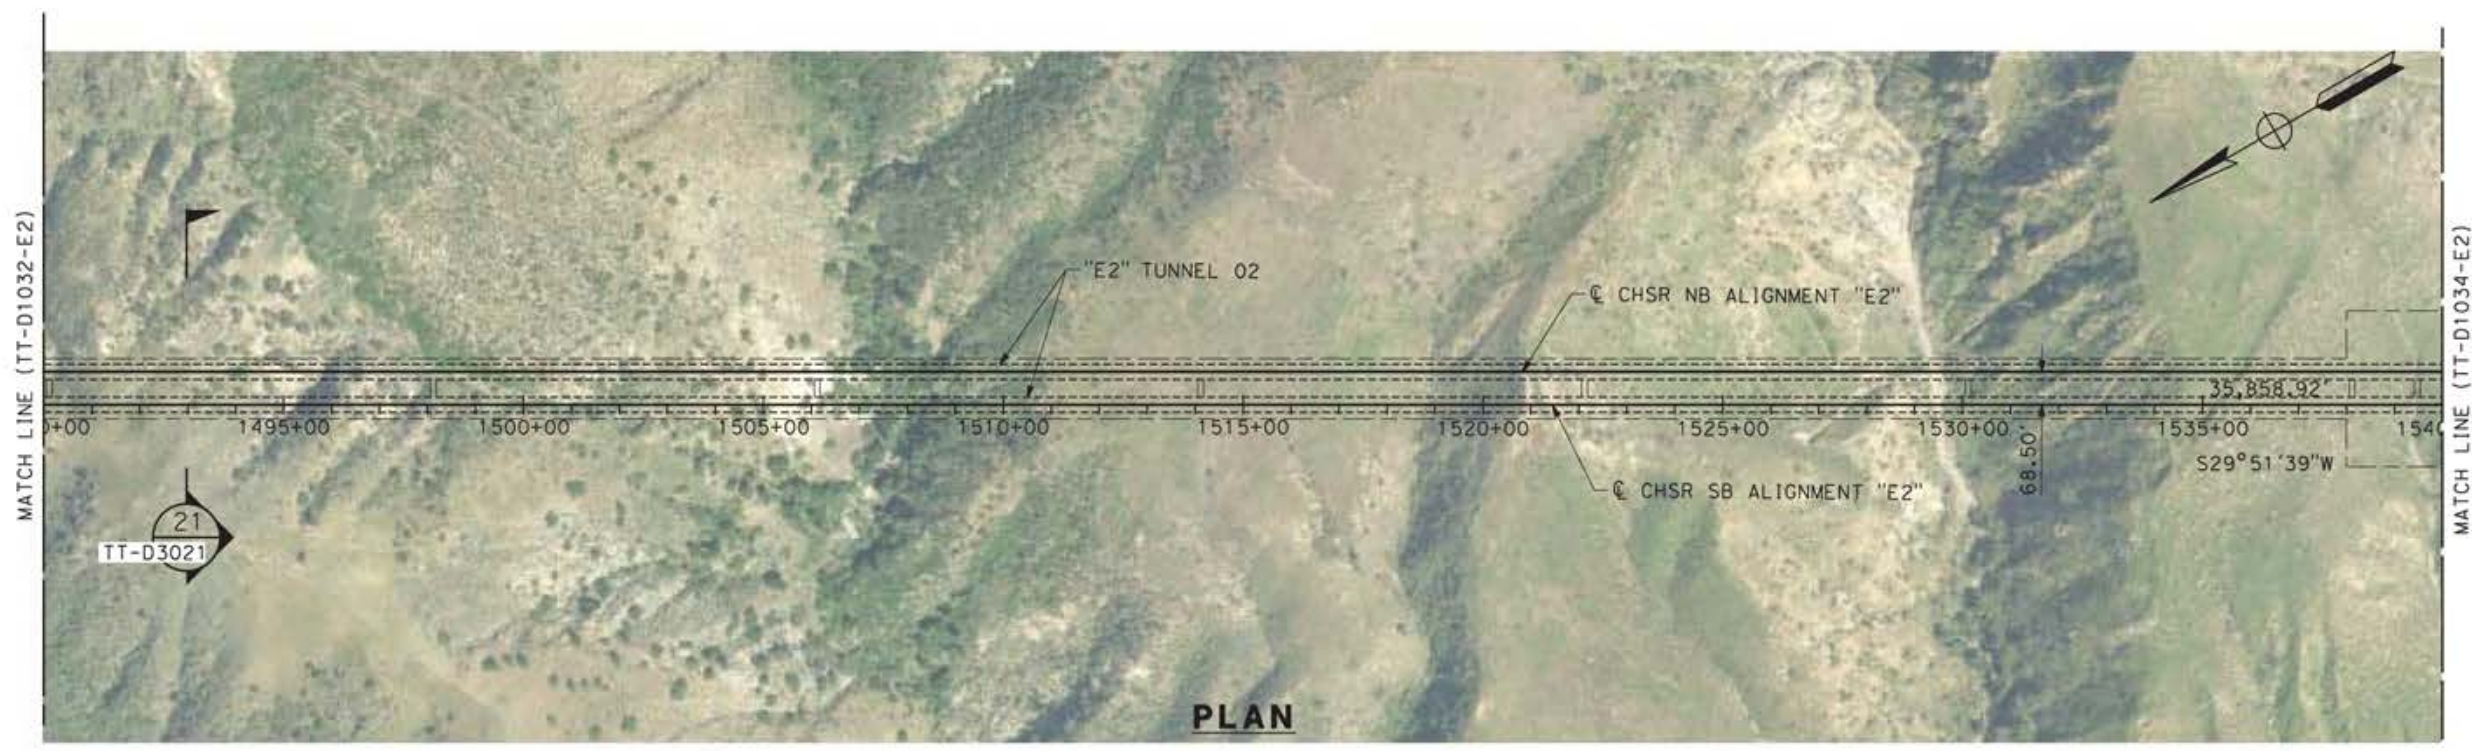 MATCH LINE (TT-D1032-E2)
"E2" TUNNEL 02
℄ CHSR NB ALIGNMENT "E2"
35,858.92'
0+00 1495+00 1500+00 1505+00 1510+00 1515+00 1520+00 1525+00 1530+00 1535+00 1540
68.50'
S29°51'39"W
℄ CHSR SB ALIGNMENT "E2"
21
TT-D3021
PLAN
MATCH LINE (TT-D1034-E2)